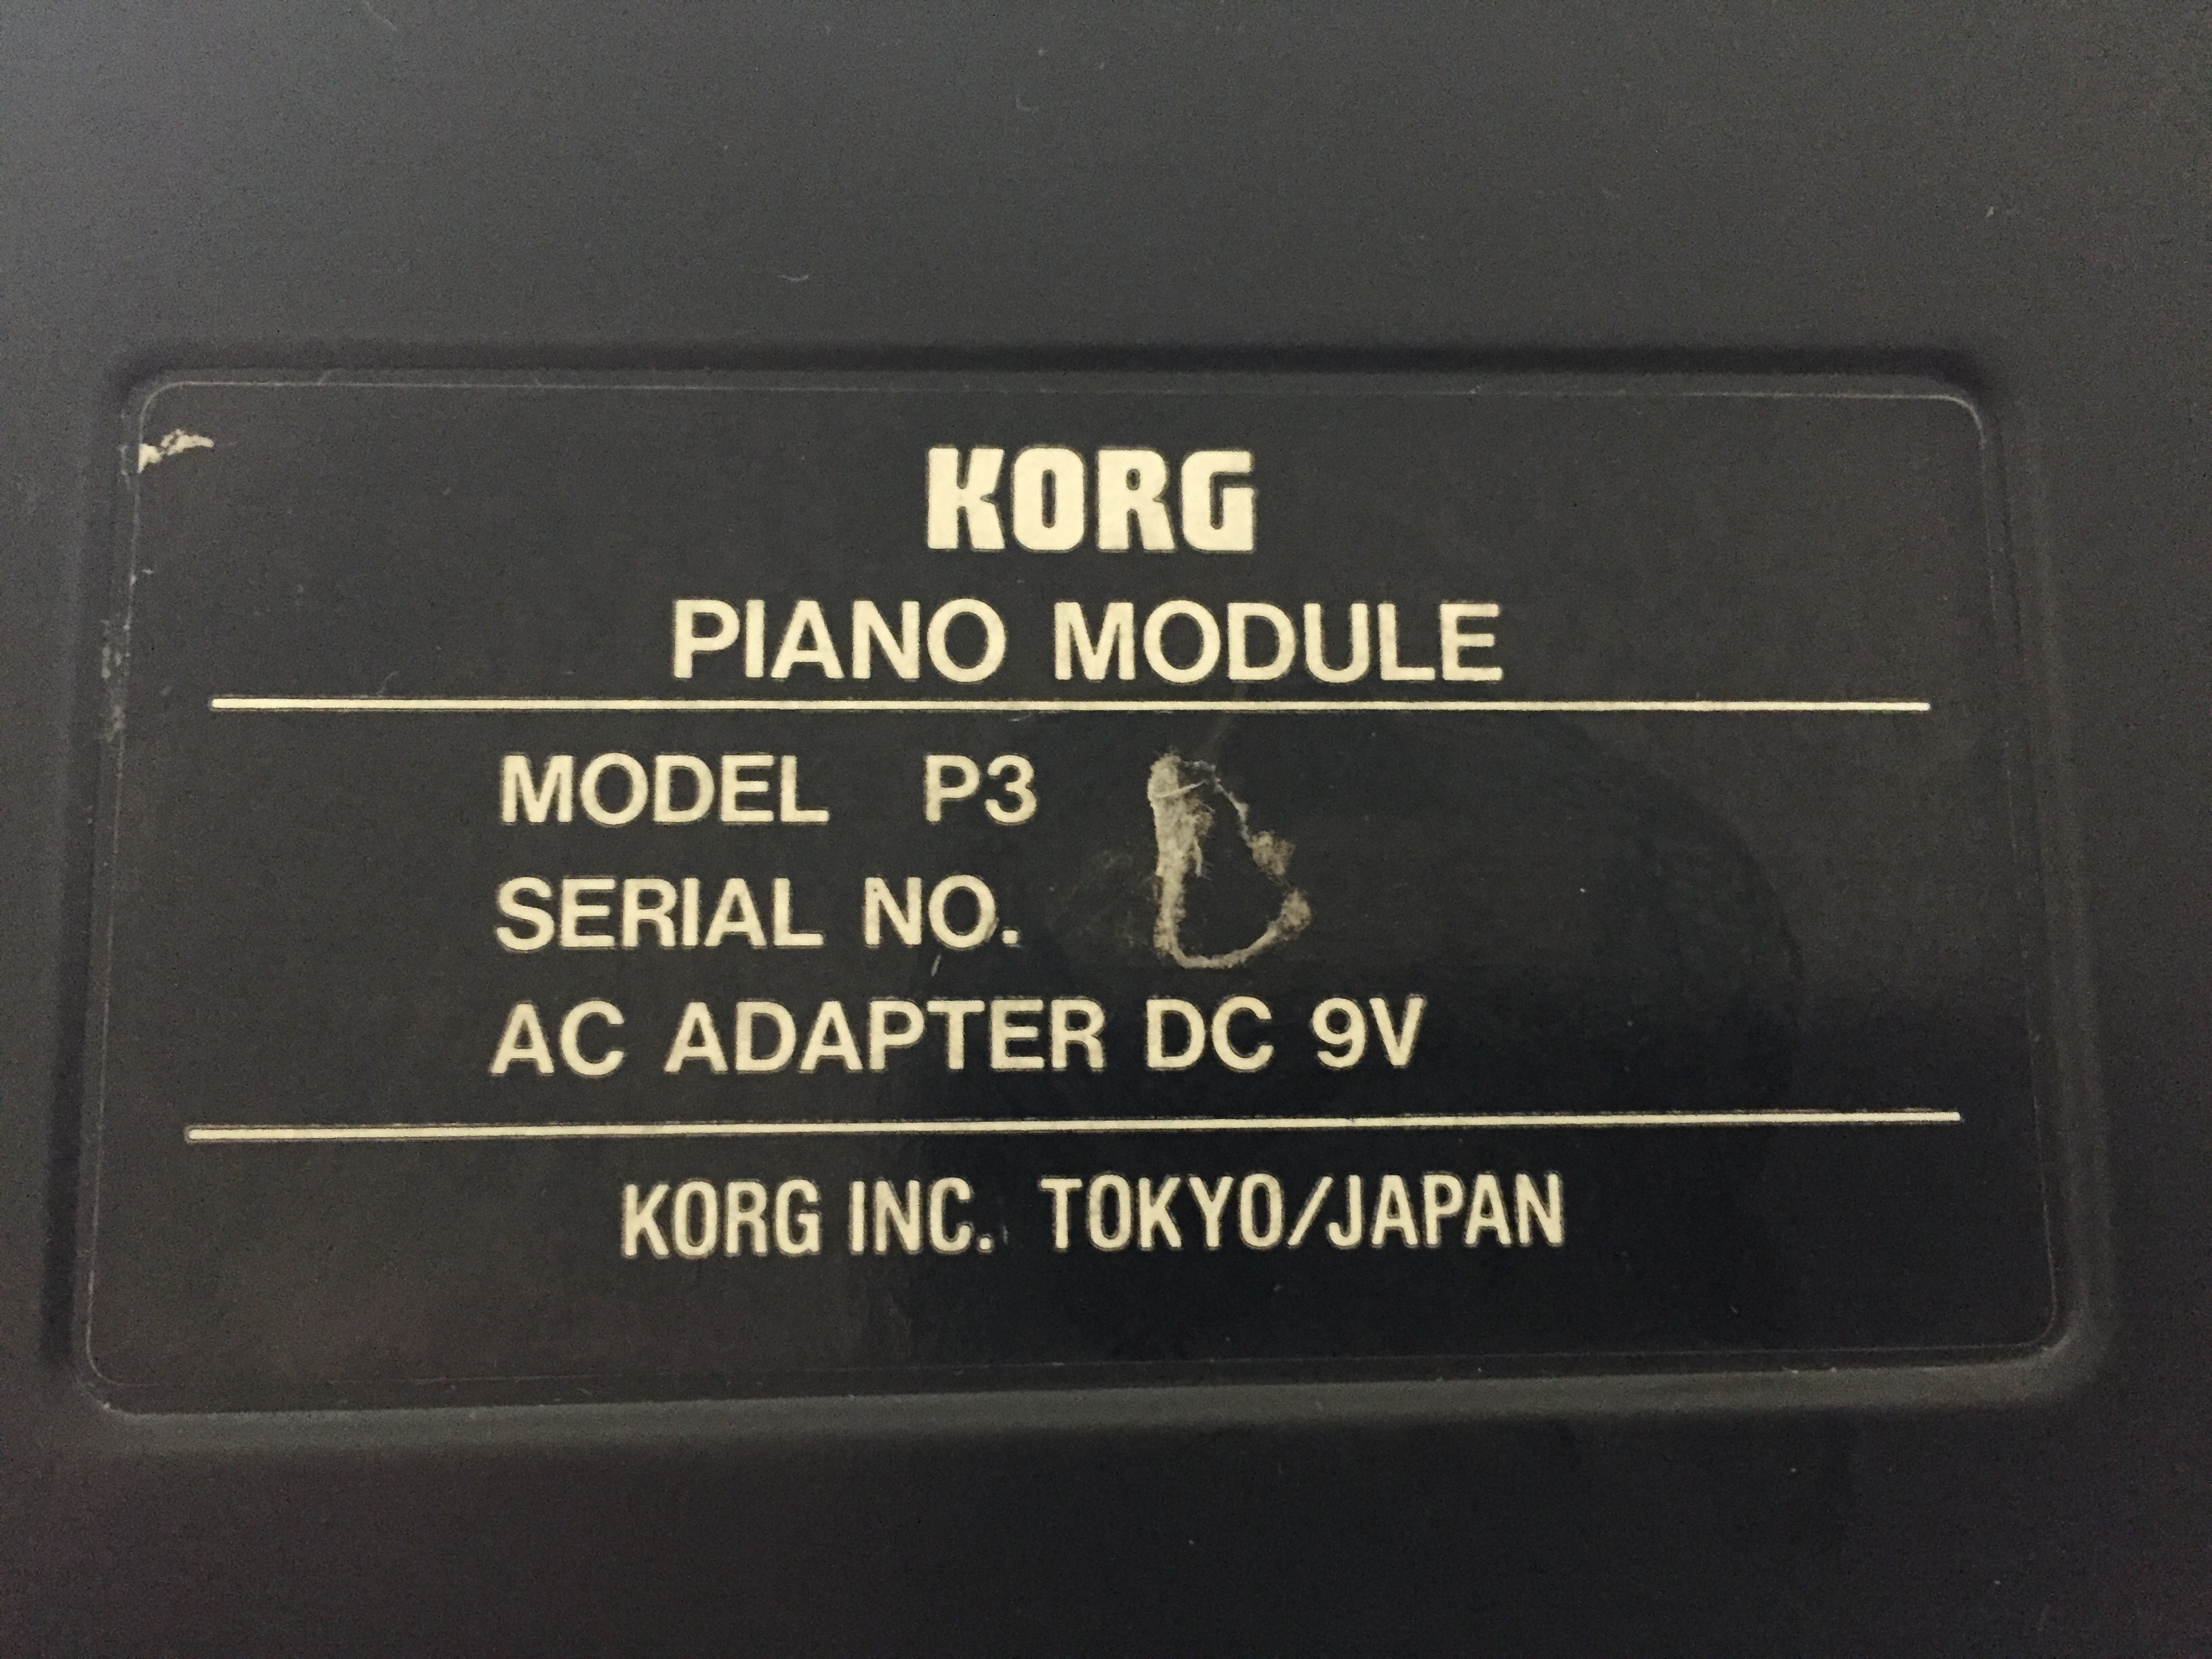 KORG
PIANO MODULE
MODEL P3
SERIAL NO.
AC ADAPTER DC 9V
KORG INC. TOKYO/JAPAN